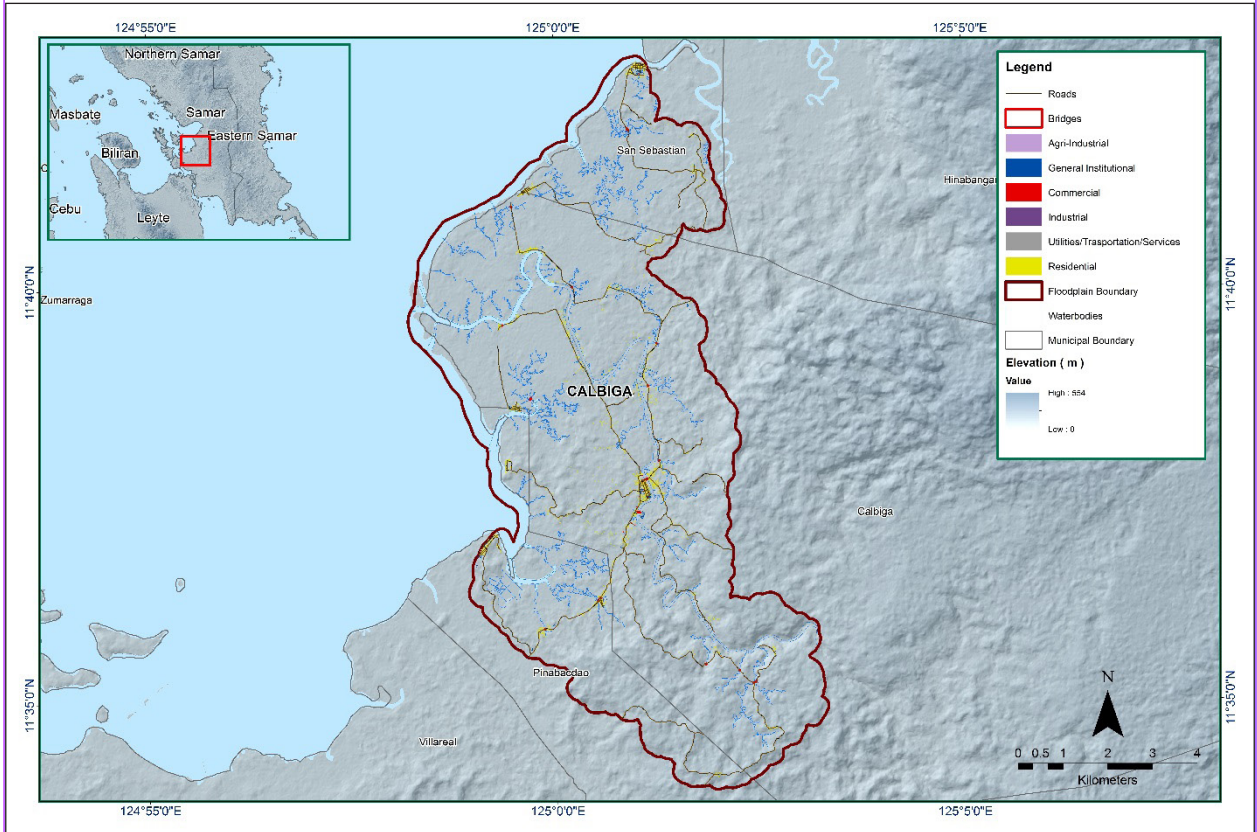 124°55'0"E 125°0'0"E 125°5'0"E
Northern Samar
Samar
Masbate
Eastern Samar
Biliran
Cebu
Leyte
Legend
Roads
Bridges
Agri-Industrial
General Institutional
Commercial
Industrial
Utilities/Trasportation/Services
Residential
Floodplain Boundary
Waterbodies
Municipal Boundary
Elevation ( m )
Value
High : 564
Low : 0
San Sebastian
11°40'0"N
Zumarraga
11°40'0"N
CALBIGA
Calbiga
Pinabacdao
Villareal
11°35'0"N
11°35'0"N
N
0 0.5 1 2 3 4
Kilometers
124°55'0"E 125°0'0"E 125°5'0"E